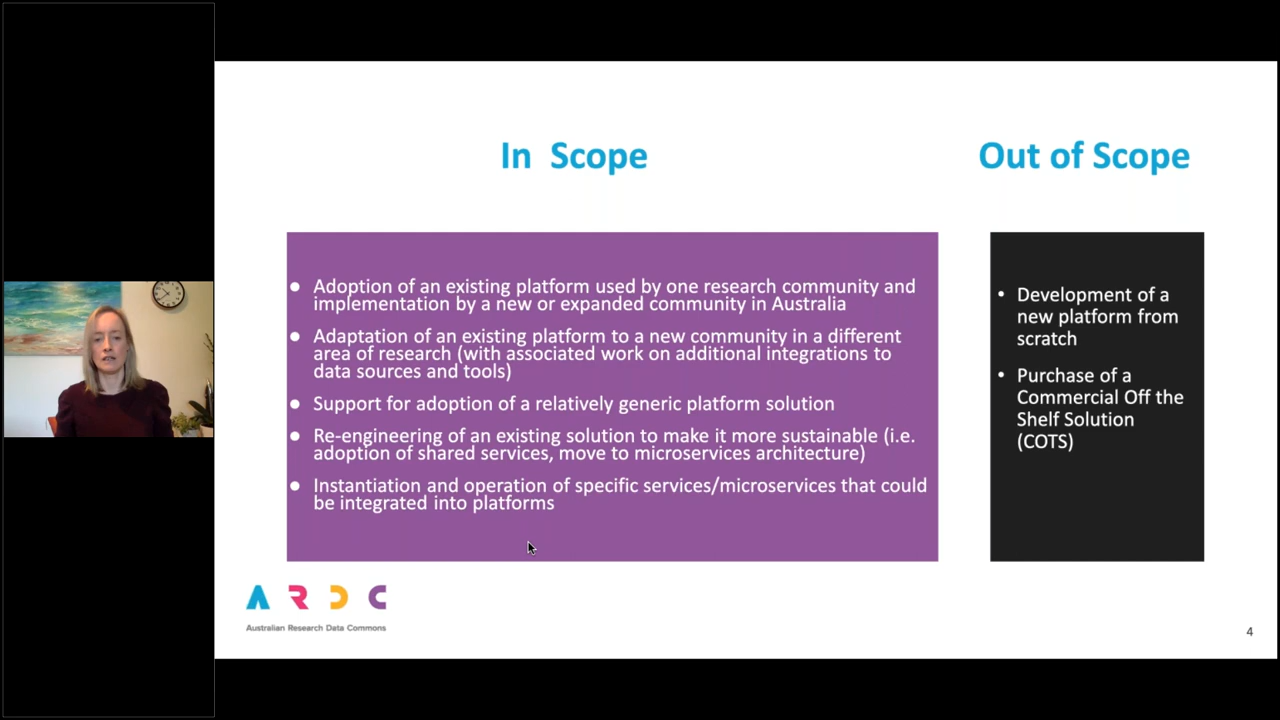 In  Scope
Out of Scope
● Adoption of an existing platform used by one research community and
implementation by a new or expanded community in Australia
● Adaptation of an existing platform to a new community in a different
area of research (with associated work on additional integrations to
data sources and tools)
● Support for adoption of a relatively generic platform solution
● Re-engineering of an existing solution to make it more sustainable (i.e.
adoption of shared services, move to microservices architecture)
● Instantiation and operation of specific services/microservices that could
be integrated into platforms
• Development of a
new platform from
scratch
• Purchase of a
Commercial Off the
Shelf Solution
(COTS)
ARDC
Australian Research Data Commons
4